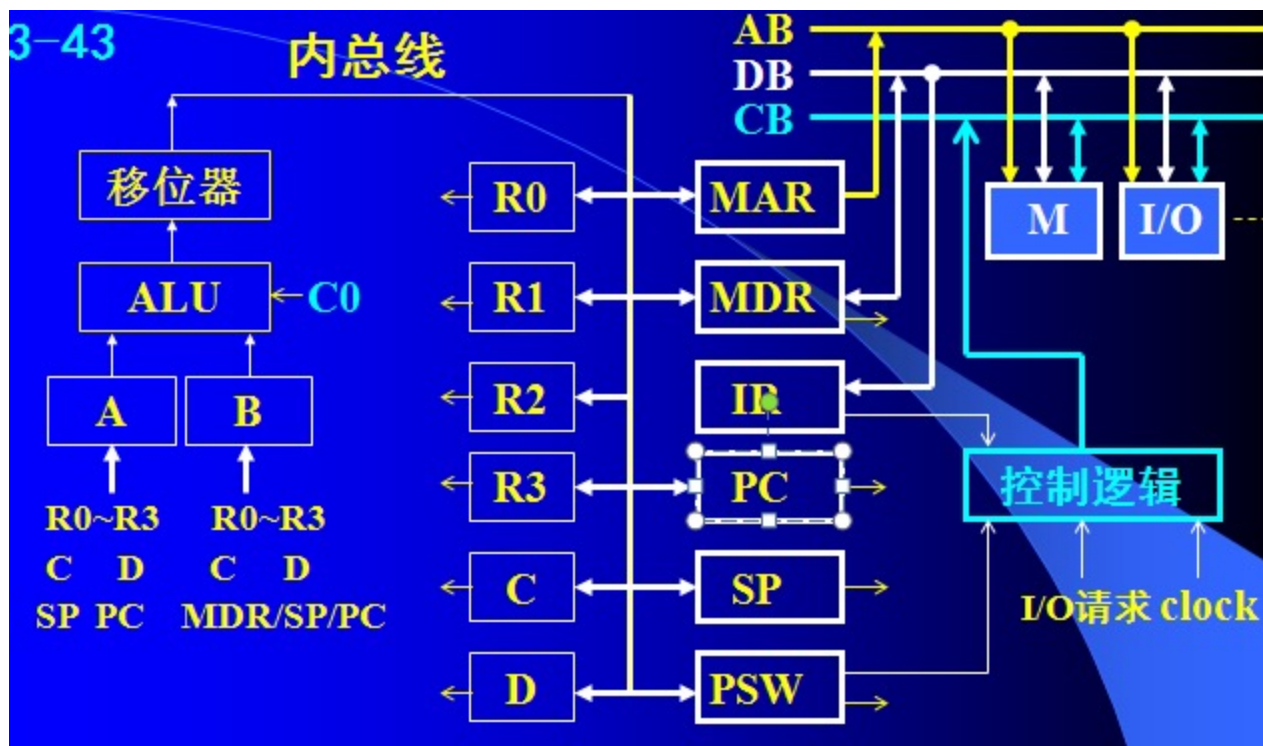 3-43
内总线
AB
DB
CB
移位器
R0
MAR
M
I/O
ALU
C0
R1
MDR
A
B
R2
IR
R3
PC
控制逻辑
R0~R3
R0~R3
C D
C D
SP PC
MDR/SP/PC
C
SP
I/O请求
clock
D
PSW